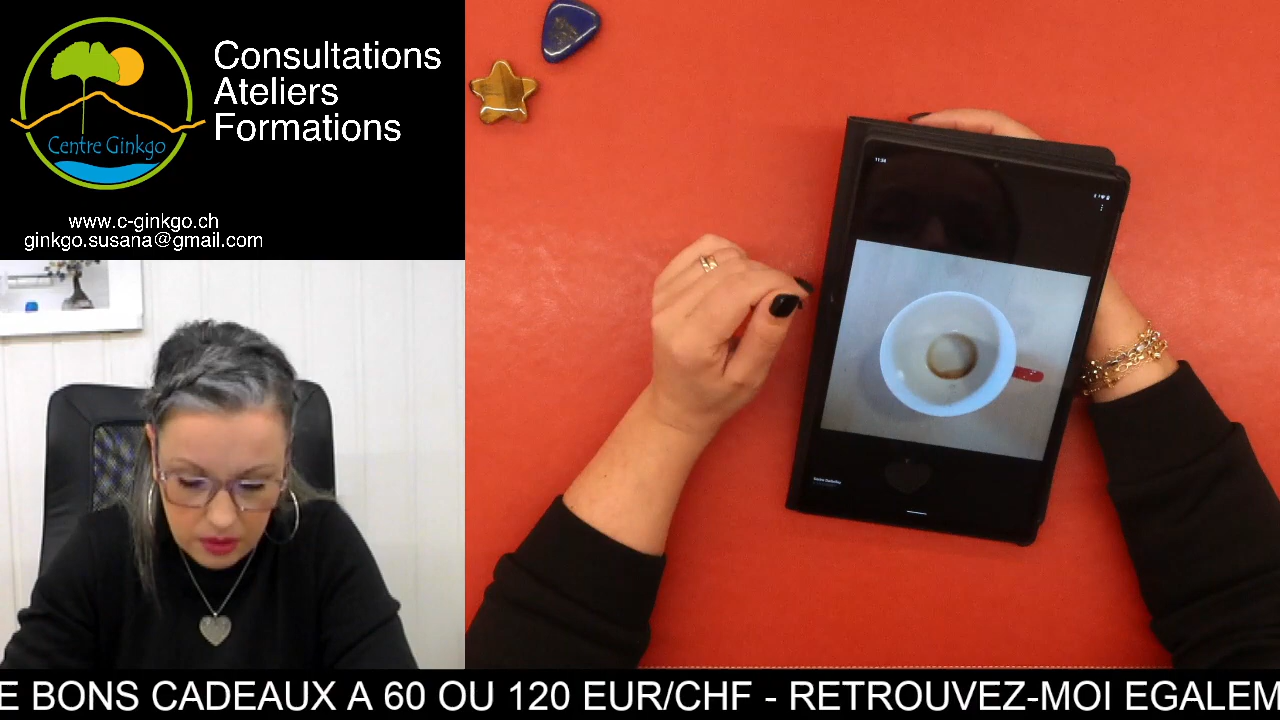 Consultations
Ateliers
Formations
Centre Ginkgo
www.c-ginkgo.ch
ginkgo.susana@gmail.com
E BONS CADEAUX A 60 OU 120 EUR/CHF - RETROUVEZ-MOI EGALEM